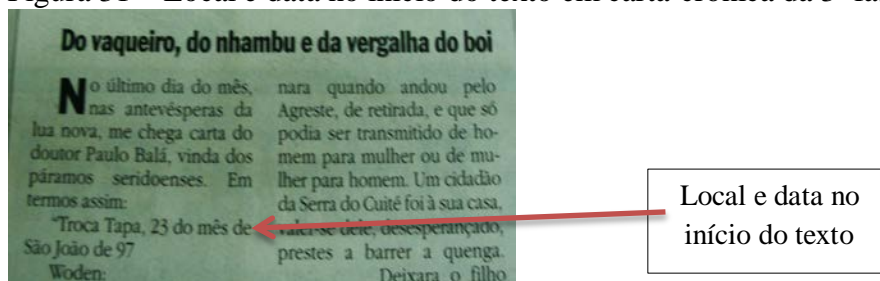 Figura 31 – Local e data no início do texto em carta-crônica da 3ª
Do vaqueiro, do nhambu e da vergalha do boi
No último dia do mês,
nas antevésperas da
lua nova, me chega carta do
doutor Paulo Balá, vinda dos
páramos seridoenses. Em
termos assim:
"Troca Tapa, 23 do mês de
São João de 97
Woden:
nara quando andou pelo
Agreste, de retirada, e que só
podia ser transmitido de ho-
mem para mulher ou de mu-
lher para homem. Um cidadão
da Serra do Cuité foi à sua casa,
valer-se dele, desesperançado,
prestes a barrer a quenga.
Deixara o filho
Local e data no
início do texto